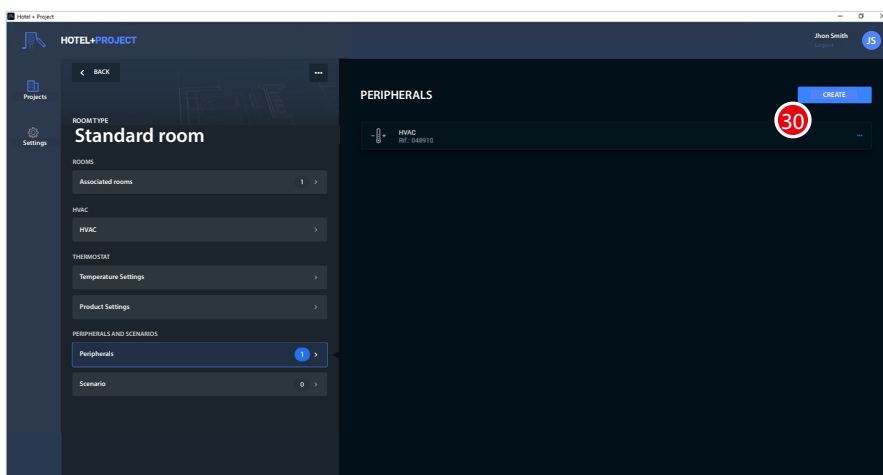 Hotel + Project
HOTEL+PROJECT
Jhon Smith
Logout
JS
Projects
Settings
BACK
ROOM TYPE
Standard room
ROOMS
Associated rooms 1
HVAC
HVAC
THERMOSTAT
Temperature Settings
Product Settings
PERIPHERALS AND SCENARIOS
Peripherals 1
Scenario 0
PERIPHERALS
CREATE
30
HVAC
Rif.: 048910